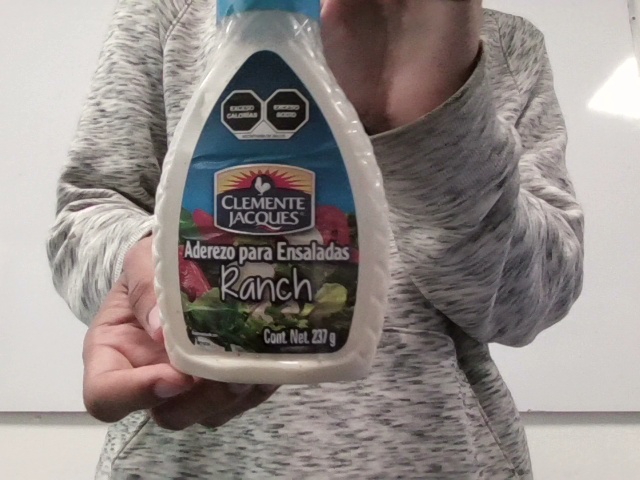 EXCESO CALORÍAS
EXCESO SODIO
CLEMENTE
JACQUES
Aderezo para Ensaladas
Ranch
Cont. Net. 237 g